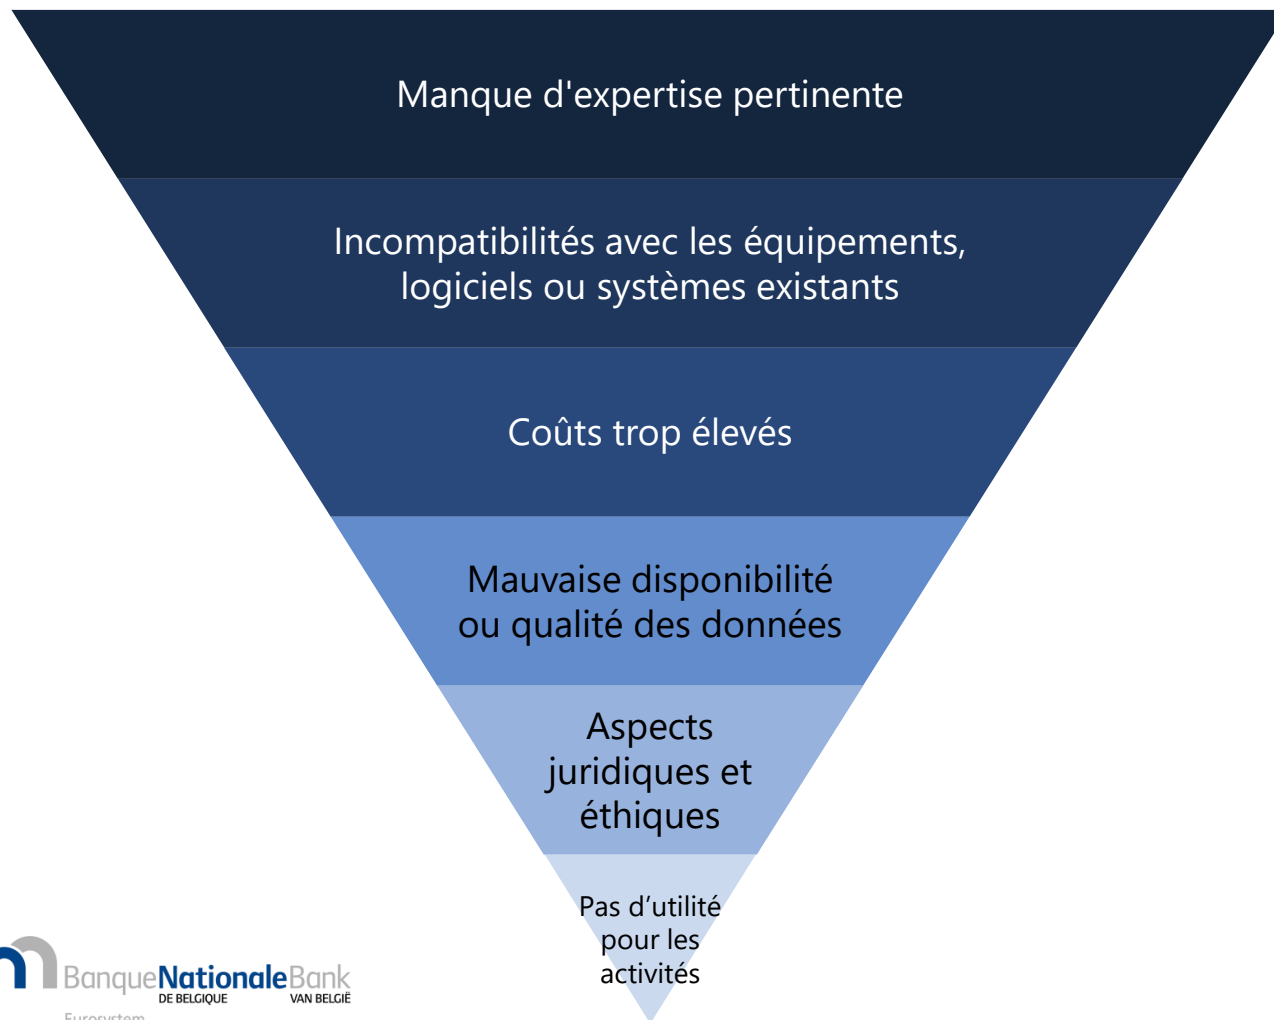 Manque d'expertise pertinente
Incompatibilités avec les équipements,
logiciels ou systèmes existants
Coûts trop élevés
Mauvaise disponibilité
ou qualité des données
Aspects
juridiques et
éthiques
Pas d’utilité
pour les
activités
BanqueNationaleBank
DE BELGIQUE VAN BELGIË
Eurosystem